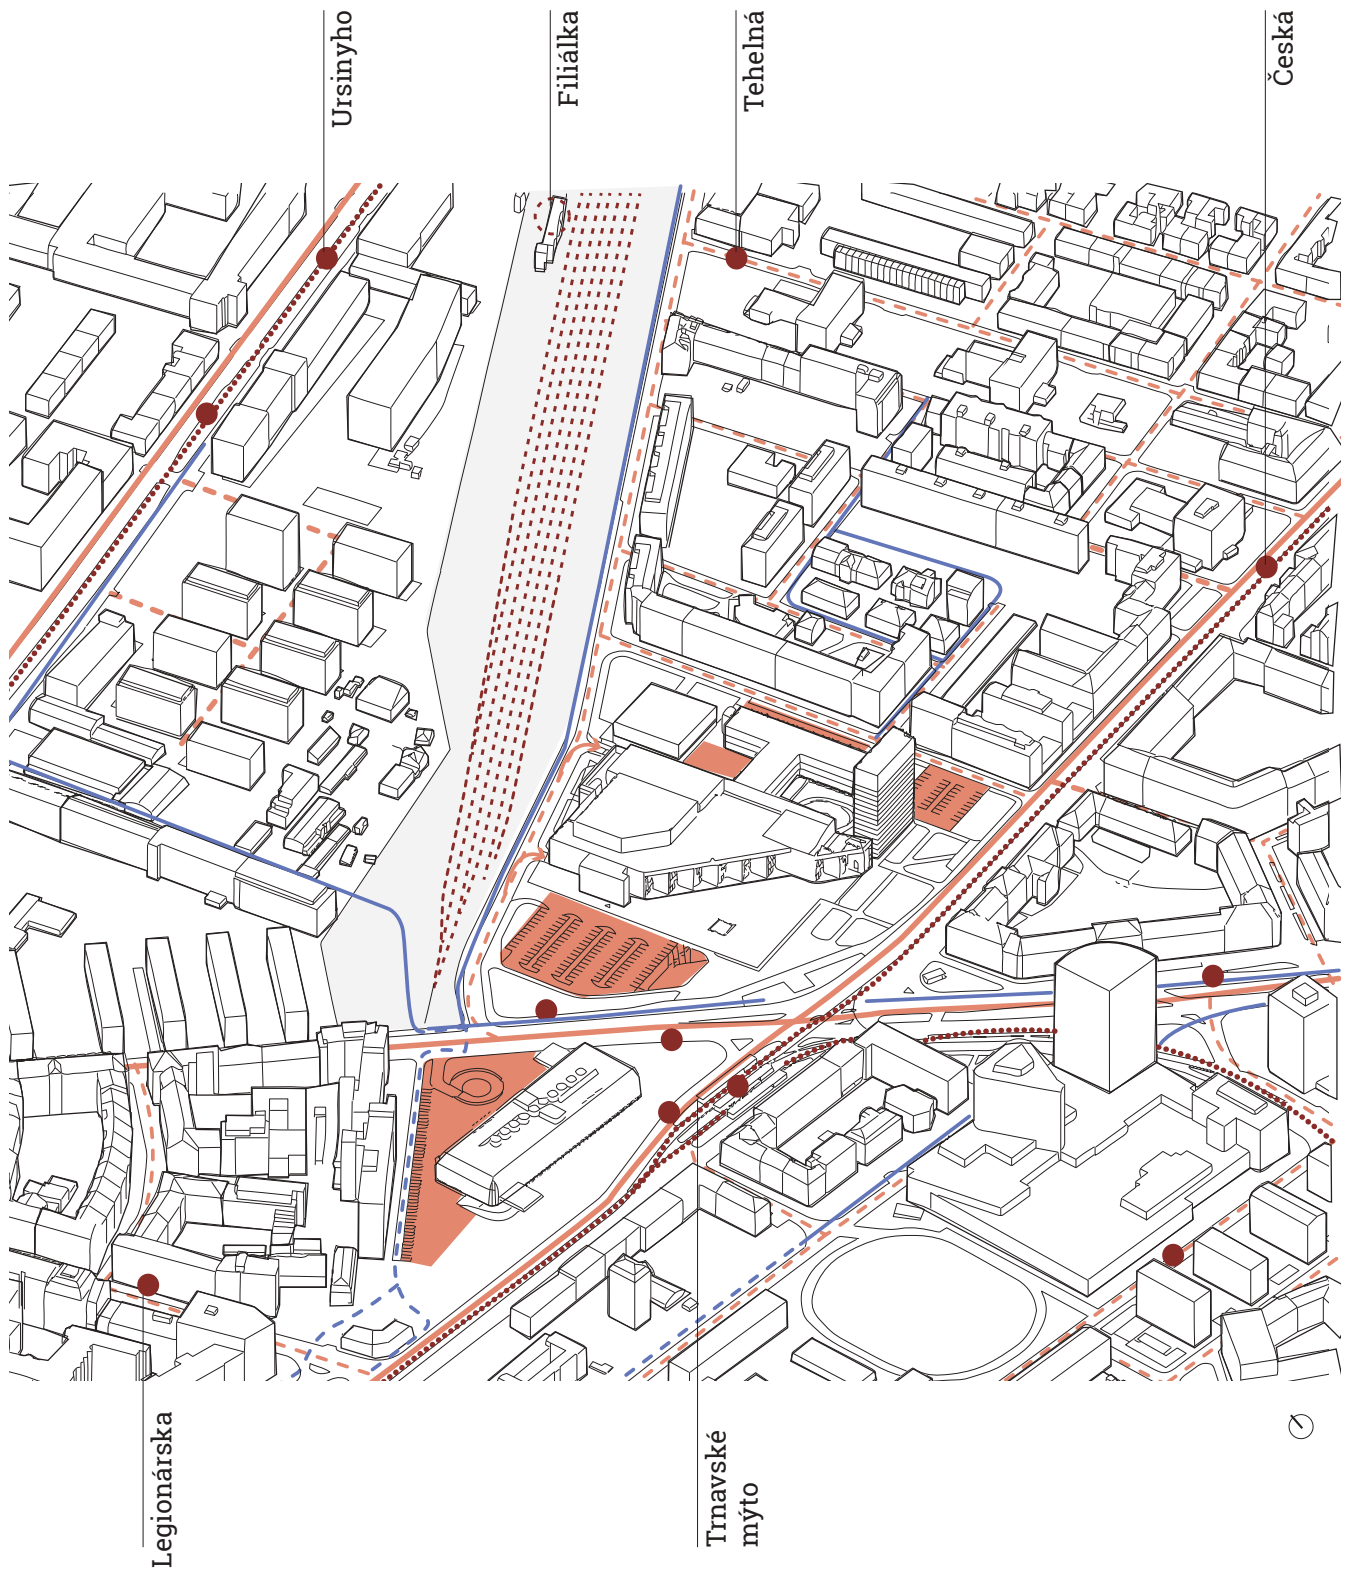 Ursinyho
Filiálka
Tehelná
Česká
Legionárska
Trnavské
mýto